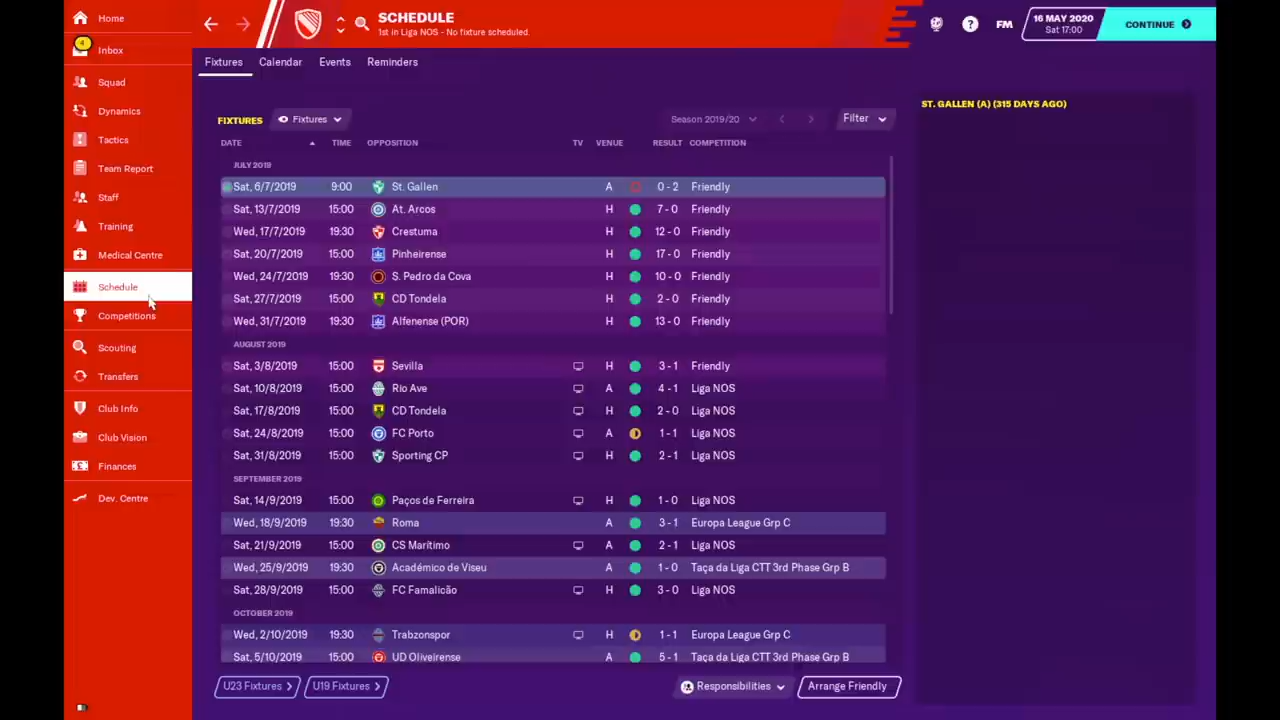 Home
4
Inbox
Squad
Dynamics
Tactics
Team Report
Staff
Training
Medical Centre
Schedule
Competitions
Scouting
Transfers
Club Info
Club Vision
Finances
Dev. Centre
SCHEDULE
1st in Liga NOS - No fixture scheduled.
? FM
16 MAY 2020
Sat 17:00
CONTINUE
Fixtures Calendar Events Reminders
FIXTURES Fixtures Season 2019/20 Filter
DATE TIME OPPOSITION TV VENUE RESULT COMPETITION
JULY 2019
Sat, 6/7/2019 9:00 St. Gallen A 0 - 2 Friendly
Sat, 13/7/2019 15:00 At. Arcos H 7 - 0 Friendly
Wed, 17/7/2019 19:30 Crestuma H 12 - 0 Friendly
Sat, 20/7/2019 15:00 Pinheirense H 17 - 0 Friendly
Wed, 24/7/2019 19:30 S. Pedro da Cova H 10 - 0 Friendly
Sat, 27/7/2019 15:00 CD Tondela H 2 - 0 Friendly
Wed, 31/7/2019 19:30 Alfenense (POR) H 13 - 0 Friendly
AUGUST 2019
Sat, 3/8/2019 15:00 Sevilla H 3 - 1 Friendly
Sat, 10/8/2019 15:00 Rio Ave A 4 - 1 Liga NOS
Sat, 17/8/2019 15:00 CD Tondela H 2 - 0 Liga NOS
Sat, 24/8/2019 15:00 FC Porto A 1 - 1 Liga NOS
Sat, 31/8/2019 15:00 Sporting CP H 2 - 1 Liga NOS
SEPTEMBER 2019
Sat, 14/9/2019 15:00 Paços de Ferreira H 1 - 0 Liga NOS
Wed, 18/9/2019 19:30 Roma A 3 - 1 Europa League Grp C
Sat, 21/9/2019 15:00 CS Marítimo A 2 - 1 Liga NOS
Wed, 25/9/2019 19:30 Académico de Viseu A 1 - 0 Taça da Liga CTT 3rd Phase Grp B
Sat, 28/9/2019 15:00 FC Famalicão H 3 - 0 Liga NOS
OCTOBER 2019
Wed, 2/10/2019 19:30 Trabzonspor H 1 - 1 Europa League Grp C
Sat, 5/10/2019 15:00 UD Oliveirense A 5 - 1 Taça da Liga CTT 3rd Phase Grp B
U23 Fixtures U19 Fixtures Responsibilities Arrange Friendly
ST. GALLEN (A) (315 DAYS AGO)